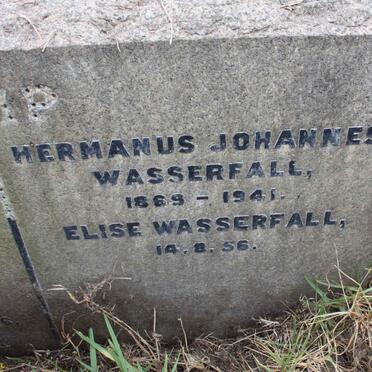 HERMANUS JOHANNES
WASSERFALL,
1869 – 1941.
ELISE WASSERFALL,
14.8.56.